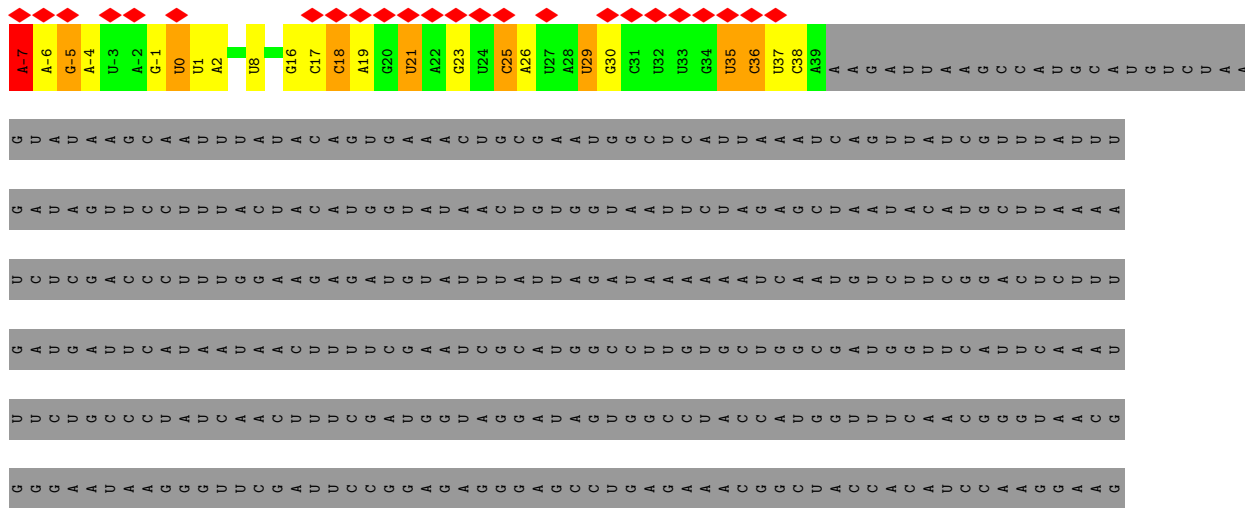 A-7 A-6 G-5 A-4 U-3 A-2 G-1 U0 U1 A2 U8 G16 C17 C18 A19 G20 U21 A22 G23 U24 C25 A26 U27 A28 U29 G30 C31 U32 U33 G34 U35 C36 U37 C38 A39 A A G A U U A A G C C A U G C A U G U C U A A
G U A U A A G C A A U U U A U A C A G U G A A A C U G C G A A U G G C U C A U U A A A U C A G U U A U C G U U U A U U U
G A U A G U U C C U U U A C U A C A U G G U A U A A C U G U G G U A A U U C U A G A G C U A A U A C A U G C U U A A A A
U C U C G A C C C U U U G G A A G A G A U G U A U U U A U U A G A U A A A A A A U C A A U G U C U U C G G A C U C U U U
G A U G A U U C A U A A U A A C U U U U C G A A U C G C A U G G C C U U G U G C U G G C G A U G G U U C A U U C A A A U
U U C U G C C C U A U C A A C U U U C G A U G G U A G G A U A G U G G C C U A C C A U G G U U U C A A C G G G U A A C G
G G G A A U A A G G G U U C G A U U C C G G A G A G G G A G C C U G A G A A A C G G C U A C C A C A U C C A A G G A A G